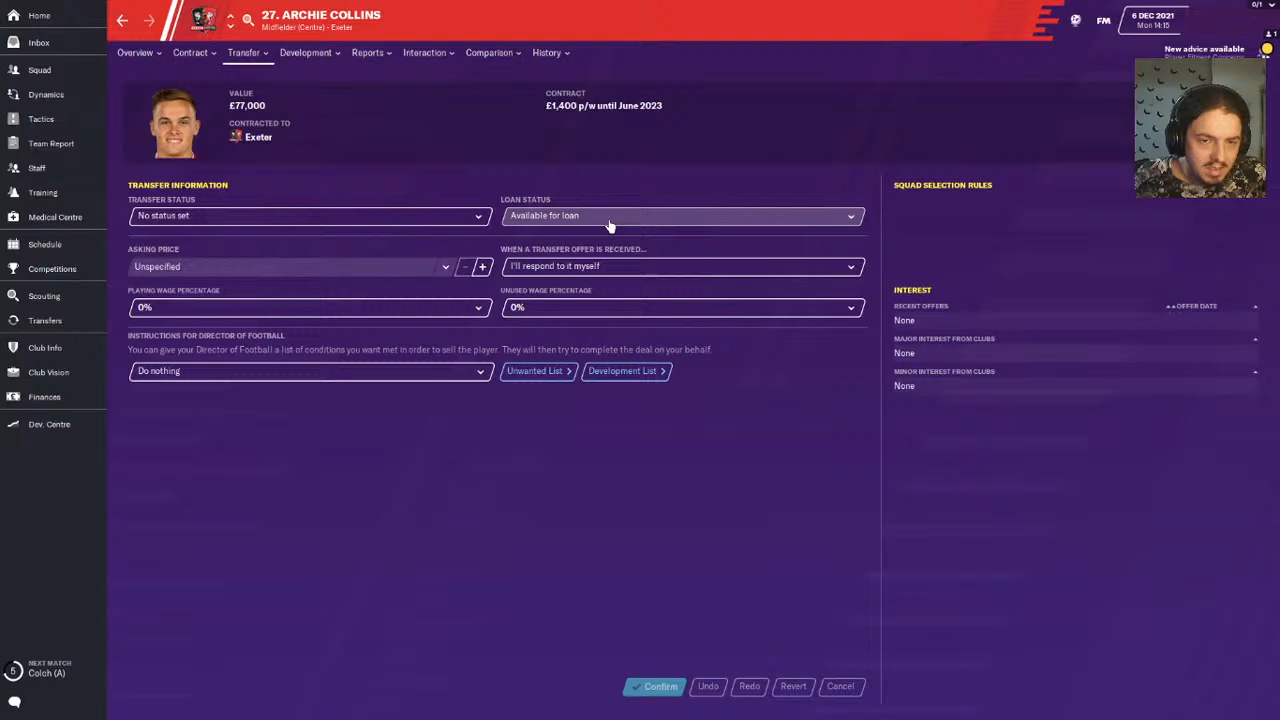 27. ARCHIE COLLINS
Midfielder (Centre) - Exeter
FM
6 DEC 2021
Mon 14:15
0/1
1
New advice available
Overview
Contract
Transfer
Development
Reports
Interaction
Comparison
History
Home
Inbox
Squad
Dynamics
Tactics
Team Report
Staff
Training
Medical Centre
Schedule
Competitions
Scouting
Transfers
Club Info
Club Vision
Finances
Dev. Centre
5
NEXT MATCH
Colch (A)
VALUE
£77,000
CONTRACTED TO
Exeter
CONTRACT
£1,400 p/w until June 2023
TRANSFER INFORMATION
TRANSFER STATUS
No status set
LOAN STATUS
Available for loan
ASKING PRICE
Unspecified
WHEN A TRANSFER OFFER IS RECEIVED...
I'll respond to it myself
PLAYING WAGE PERCENTAGE
0%
UNUSED WAGE PERCENTAGE
0%
INSTRUCTIONS FOR DIRECTOR OF FOOTBALL
You can give your Director of Football a list of conditions you want met in order to sell the player. They will then try to complete the deal on your behalf.
Do nothing
Unwanted List
Development List
SQUAD SELECTION RULES
INTEREST
RECENT OFFERS
OFFER DATE
None
MAJOR INTEREST FROM CLUBS
None
MINOR INTEREST FROM CLUBS
None
Confirm
Undo
Redo
Revert
Cancel